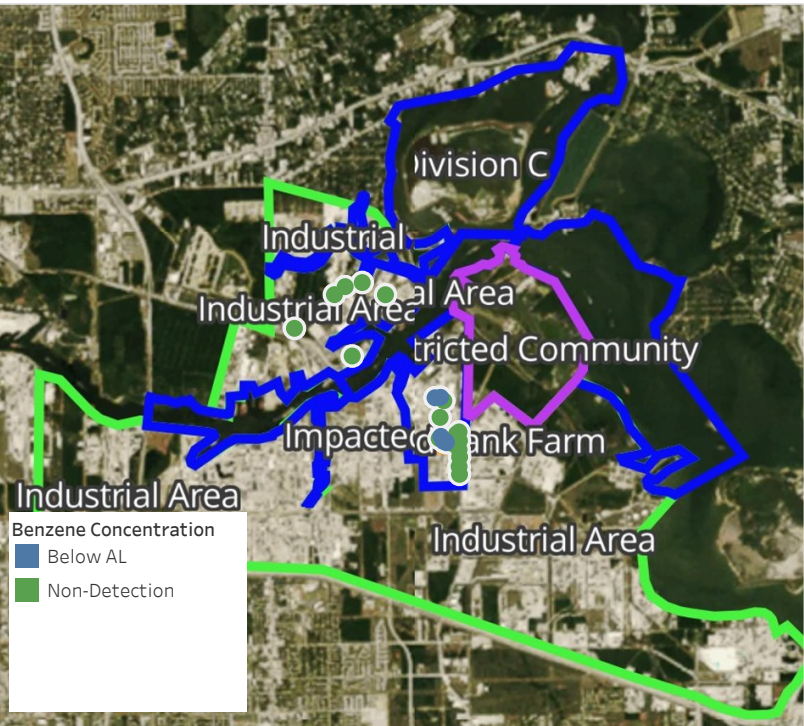 Division C
Industrial
al Area
Industrial Area
tricted Community
Impacted
ank Farm
Industrial Area
Industrial Area
Benzene Concentration
Below AL
Non-Detection